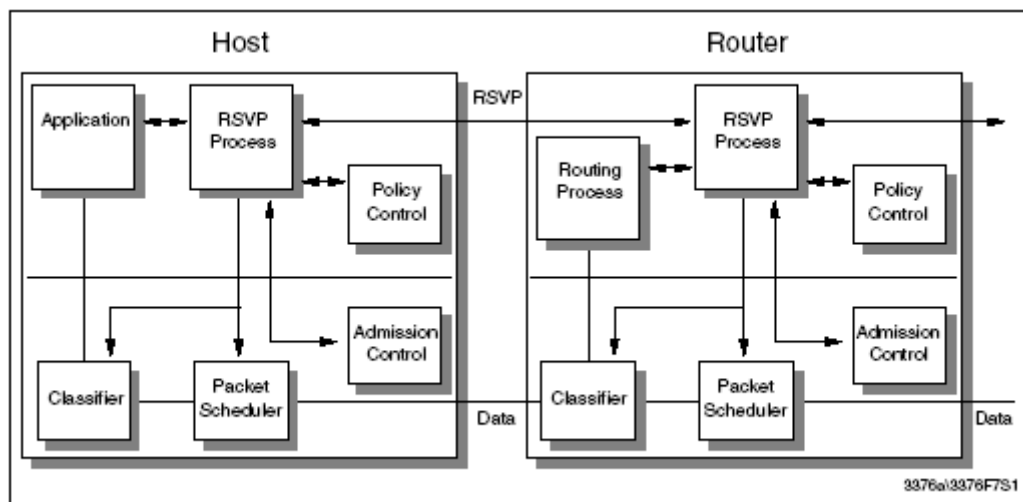 Host
Router
Application
RSVP
Process
Policy
Control
Admission
Control
Classifier
Packet
Scheduler
RSVP
Data
Routing
Process
RSVP
Process
Policy
Control
Admission
Control
Classifier
Packet
Scheduler
Data
3376a\3376F7S1